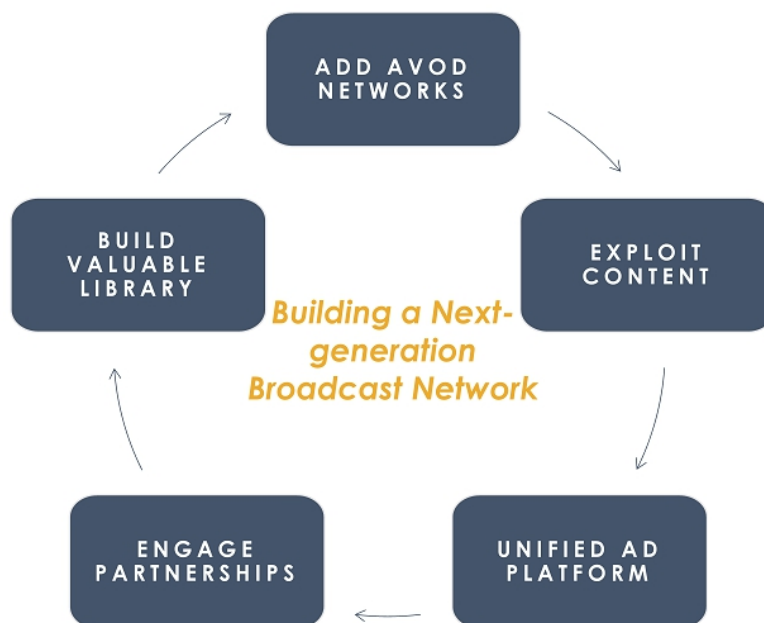 ADD AVOD
NETWORKS
EXPLOIT
CONTENT
UNIFIED AD
PLATFORM
ENGAGE
PARTNERSHIPS
BUILD
VALUABLE
LIBRARY
Building a Next-
generation
Broadcast Network